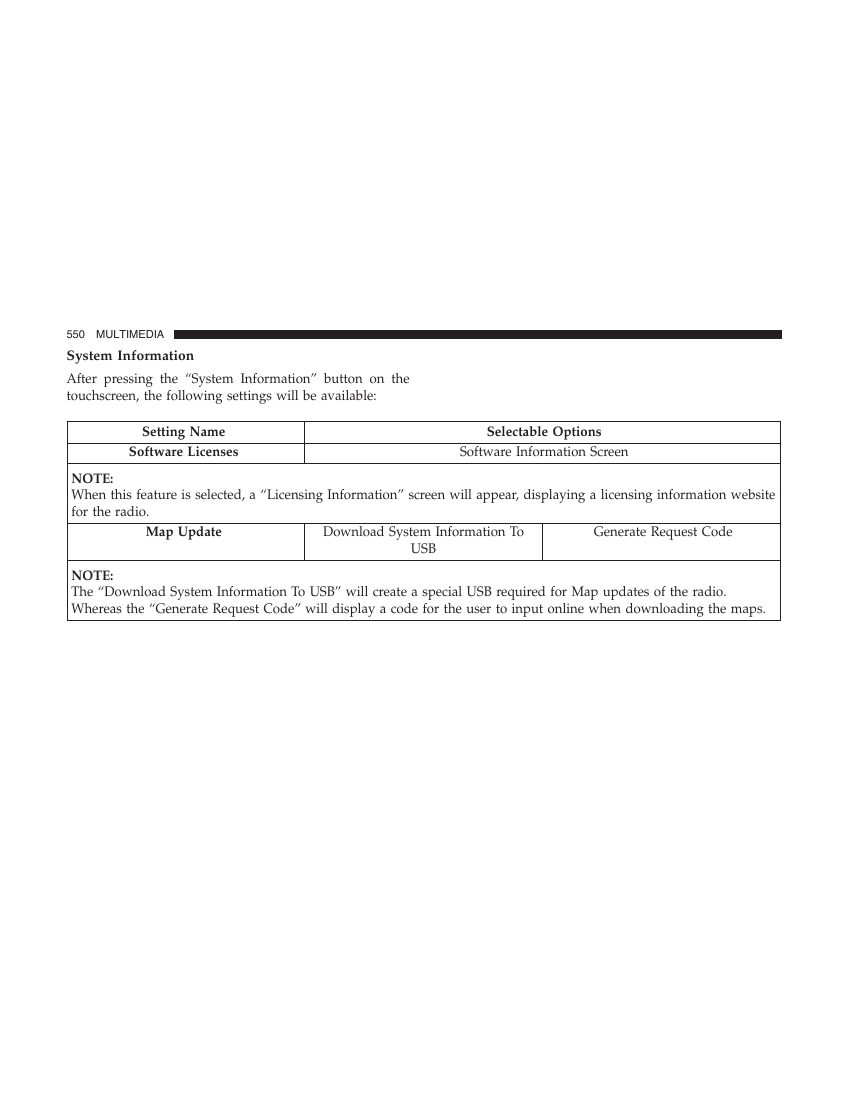 550 MULTIMEDIA
System Information
After pressing the “System Information” button on the
touchscreen, the following settings will be available:
Setting Name Selectable Options
Software Licenses Software Information Screen
NOTE:
When this feature is selected, a “Licensing Information” screen will appear, displaying a licensing information website
for the radio.
Map Update Download System Information To Generate Request Code
USB
NOTE:
The “Download System Information To USB” will create a special USB required for Map updates of the radio.
Whereas the “Generate Request Code” will display a code for the user to input online when downloading the maps.